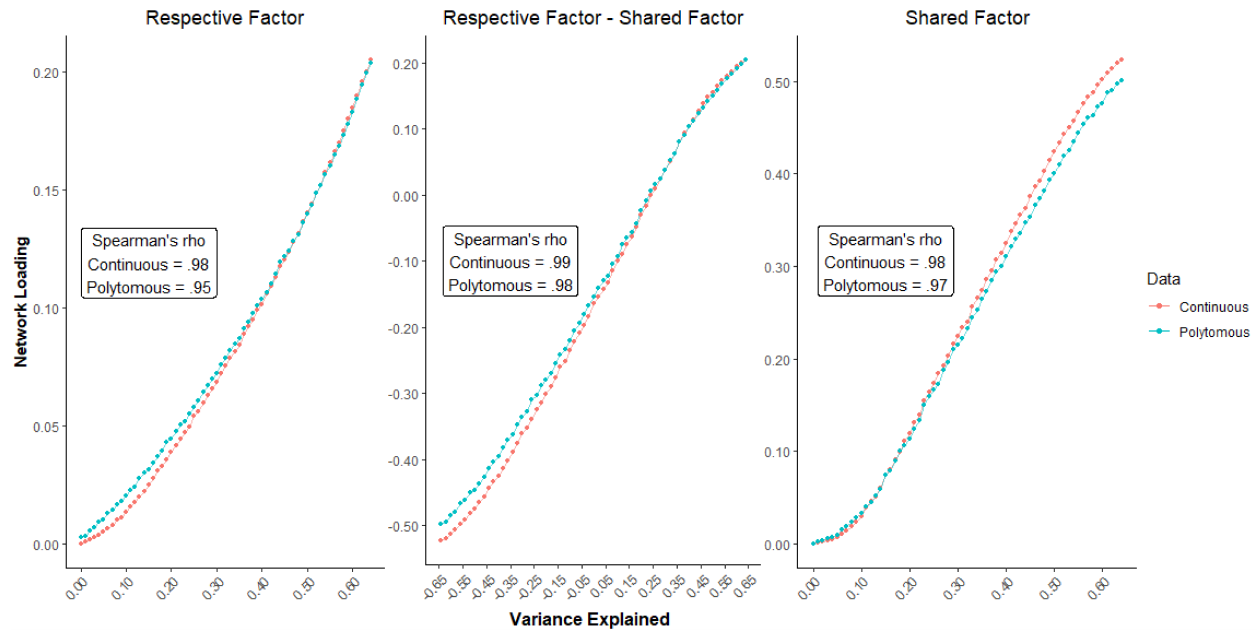 Respective Factor
Respective Factor - Shared Factor
Shared Factor
Network Loading
0.20
0.15
0.10
0.05
0.00
Spearman's rho
Continuous = .98
Polytomous = .95
0.00
0.10
0.20
0.30
0.40
0.50
0.60
0.20
0.10
0.00
-0.10
-0.20
-0.30
-0.40
-0.50
Spearman's rho
Continuous = .99
Polytomous = .98
-0.65
-0.55
-0.45
-0.35
-0.25
-0.15
-0.05
0.05
0.15
0.25
0.35
0.45
0.55
0.65
0.50
0.40
0.30
0.20
0.10
0.00
Spearman's rho
Continuous = .98
Polytomous = .97
0.00
0.10
0.20
0.30
0.40
0.50
0.60
Variance Explained
Data
Continuous
Polytomous